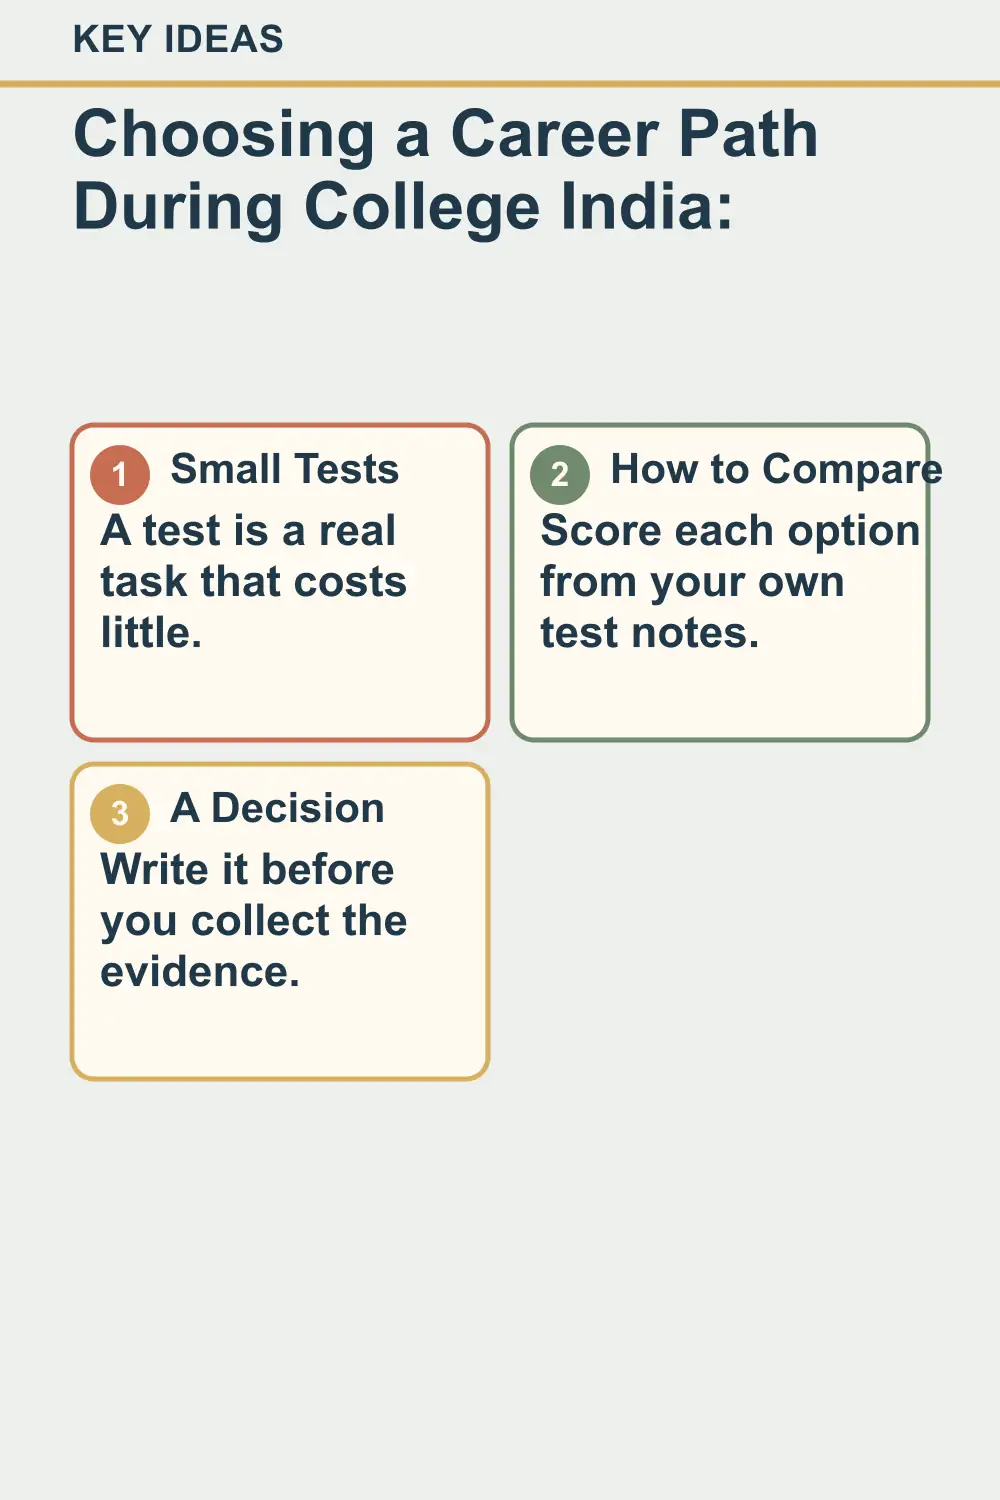 KEY IDEAS
Choosing a Career Path
During College India:
1 Small Tests
A test is a real
task that costs
little.
2 How to Compare
Score each option
from your own
test notes.
3 A Decision
Write it before
you collect the
evidence.